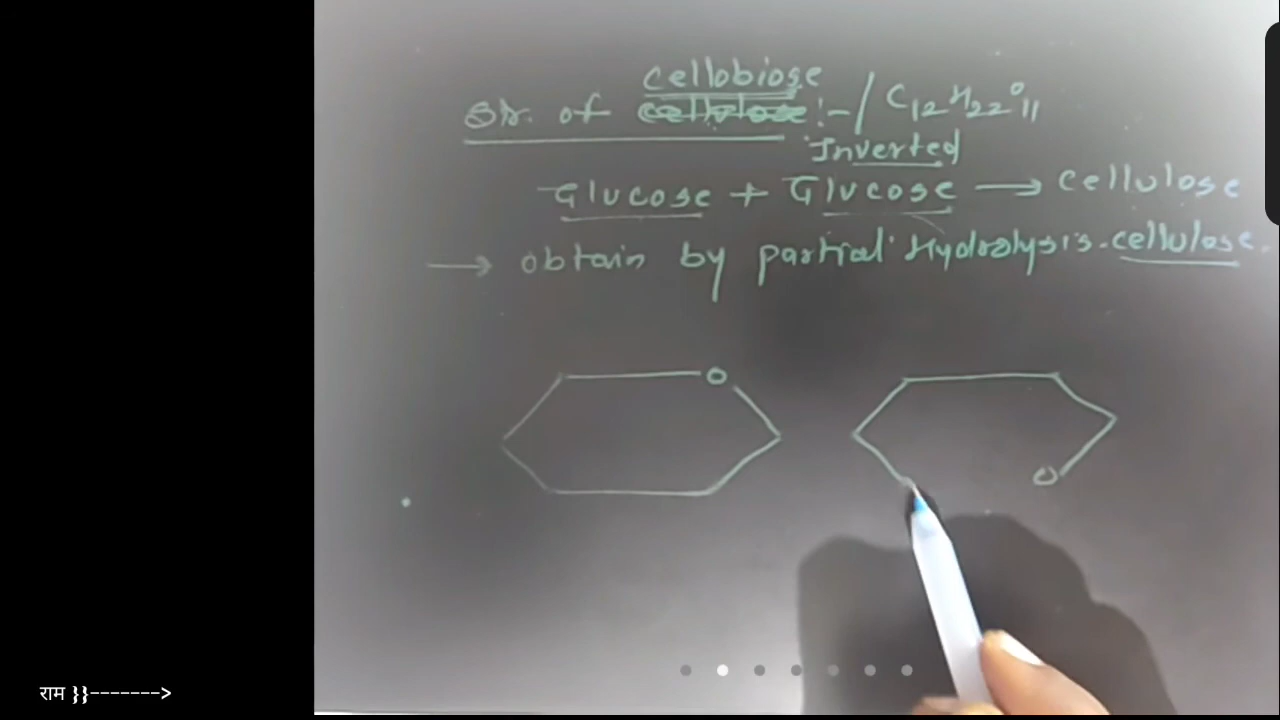 Cellobiose
Str. of cellulose :- / C12H22O11
Inverted
Glucose + Glucose → Cellulose
→ obtain by partial Hydrolysis. cellulose.
O
O
राम }}------->